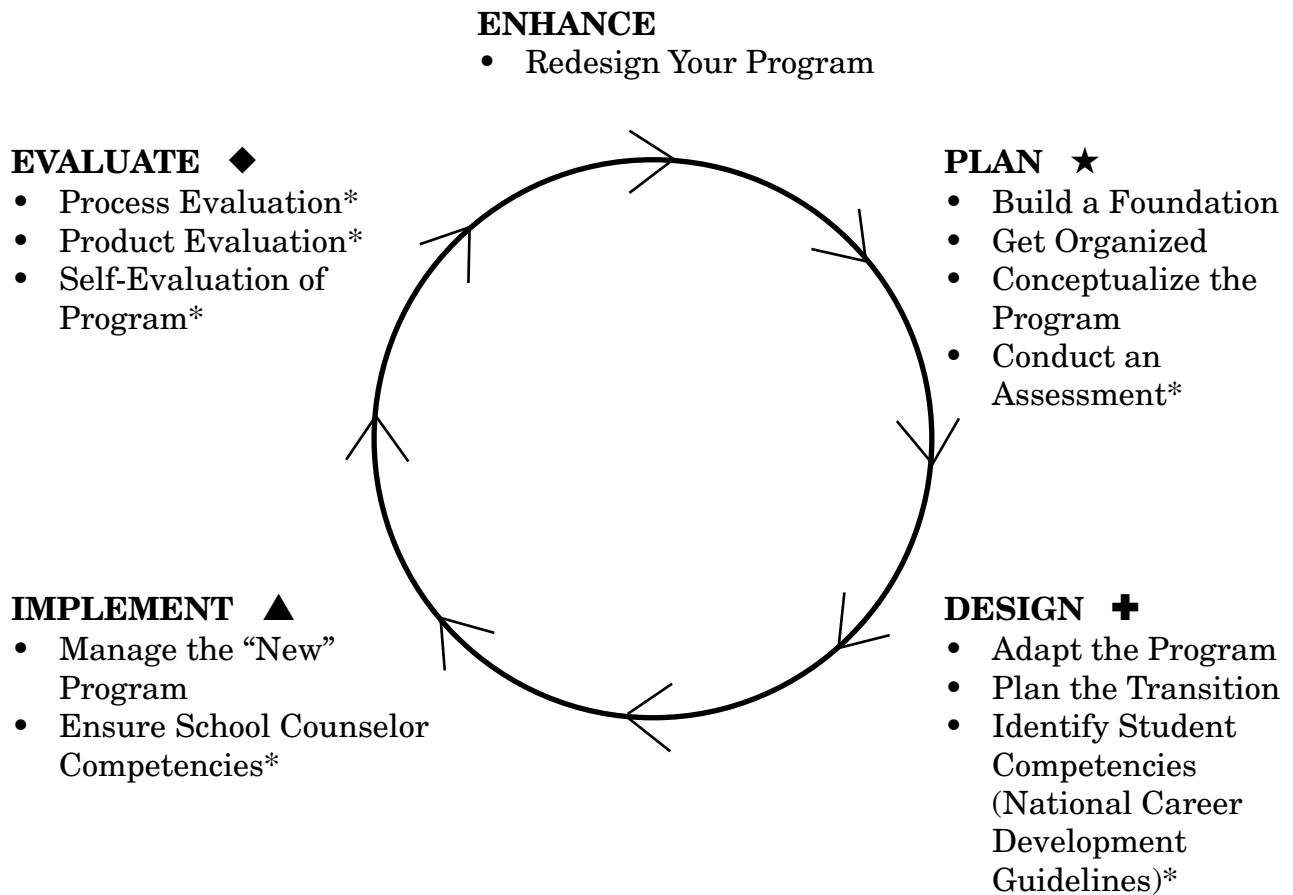 ENHANCE
• Redesign Your Program
EVALUATE ◆
• Process Evaluation*
• Product Evaluation*
• Self-Evaluation of
Program*
PLAN ★
• Build a Foundation
• Get Organized
• Conceptualize the
Program
• Conduct an
Assessment*
IMPLEMENT ▲
• Manage the “New”
Program
• Ensure School Counselor
Competencies*
DESIGN ✚
• Adapt the Program
• Plan the Transition
• Identify Student
Competencies
(National Career
Development
Guidelines)*